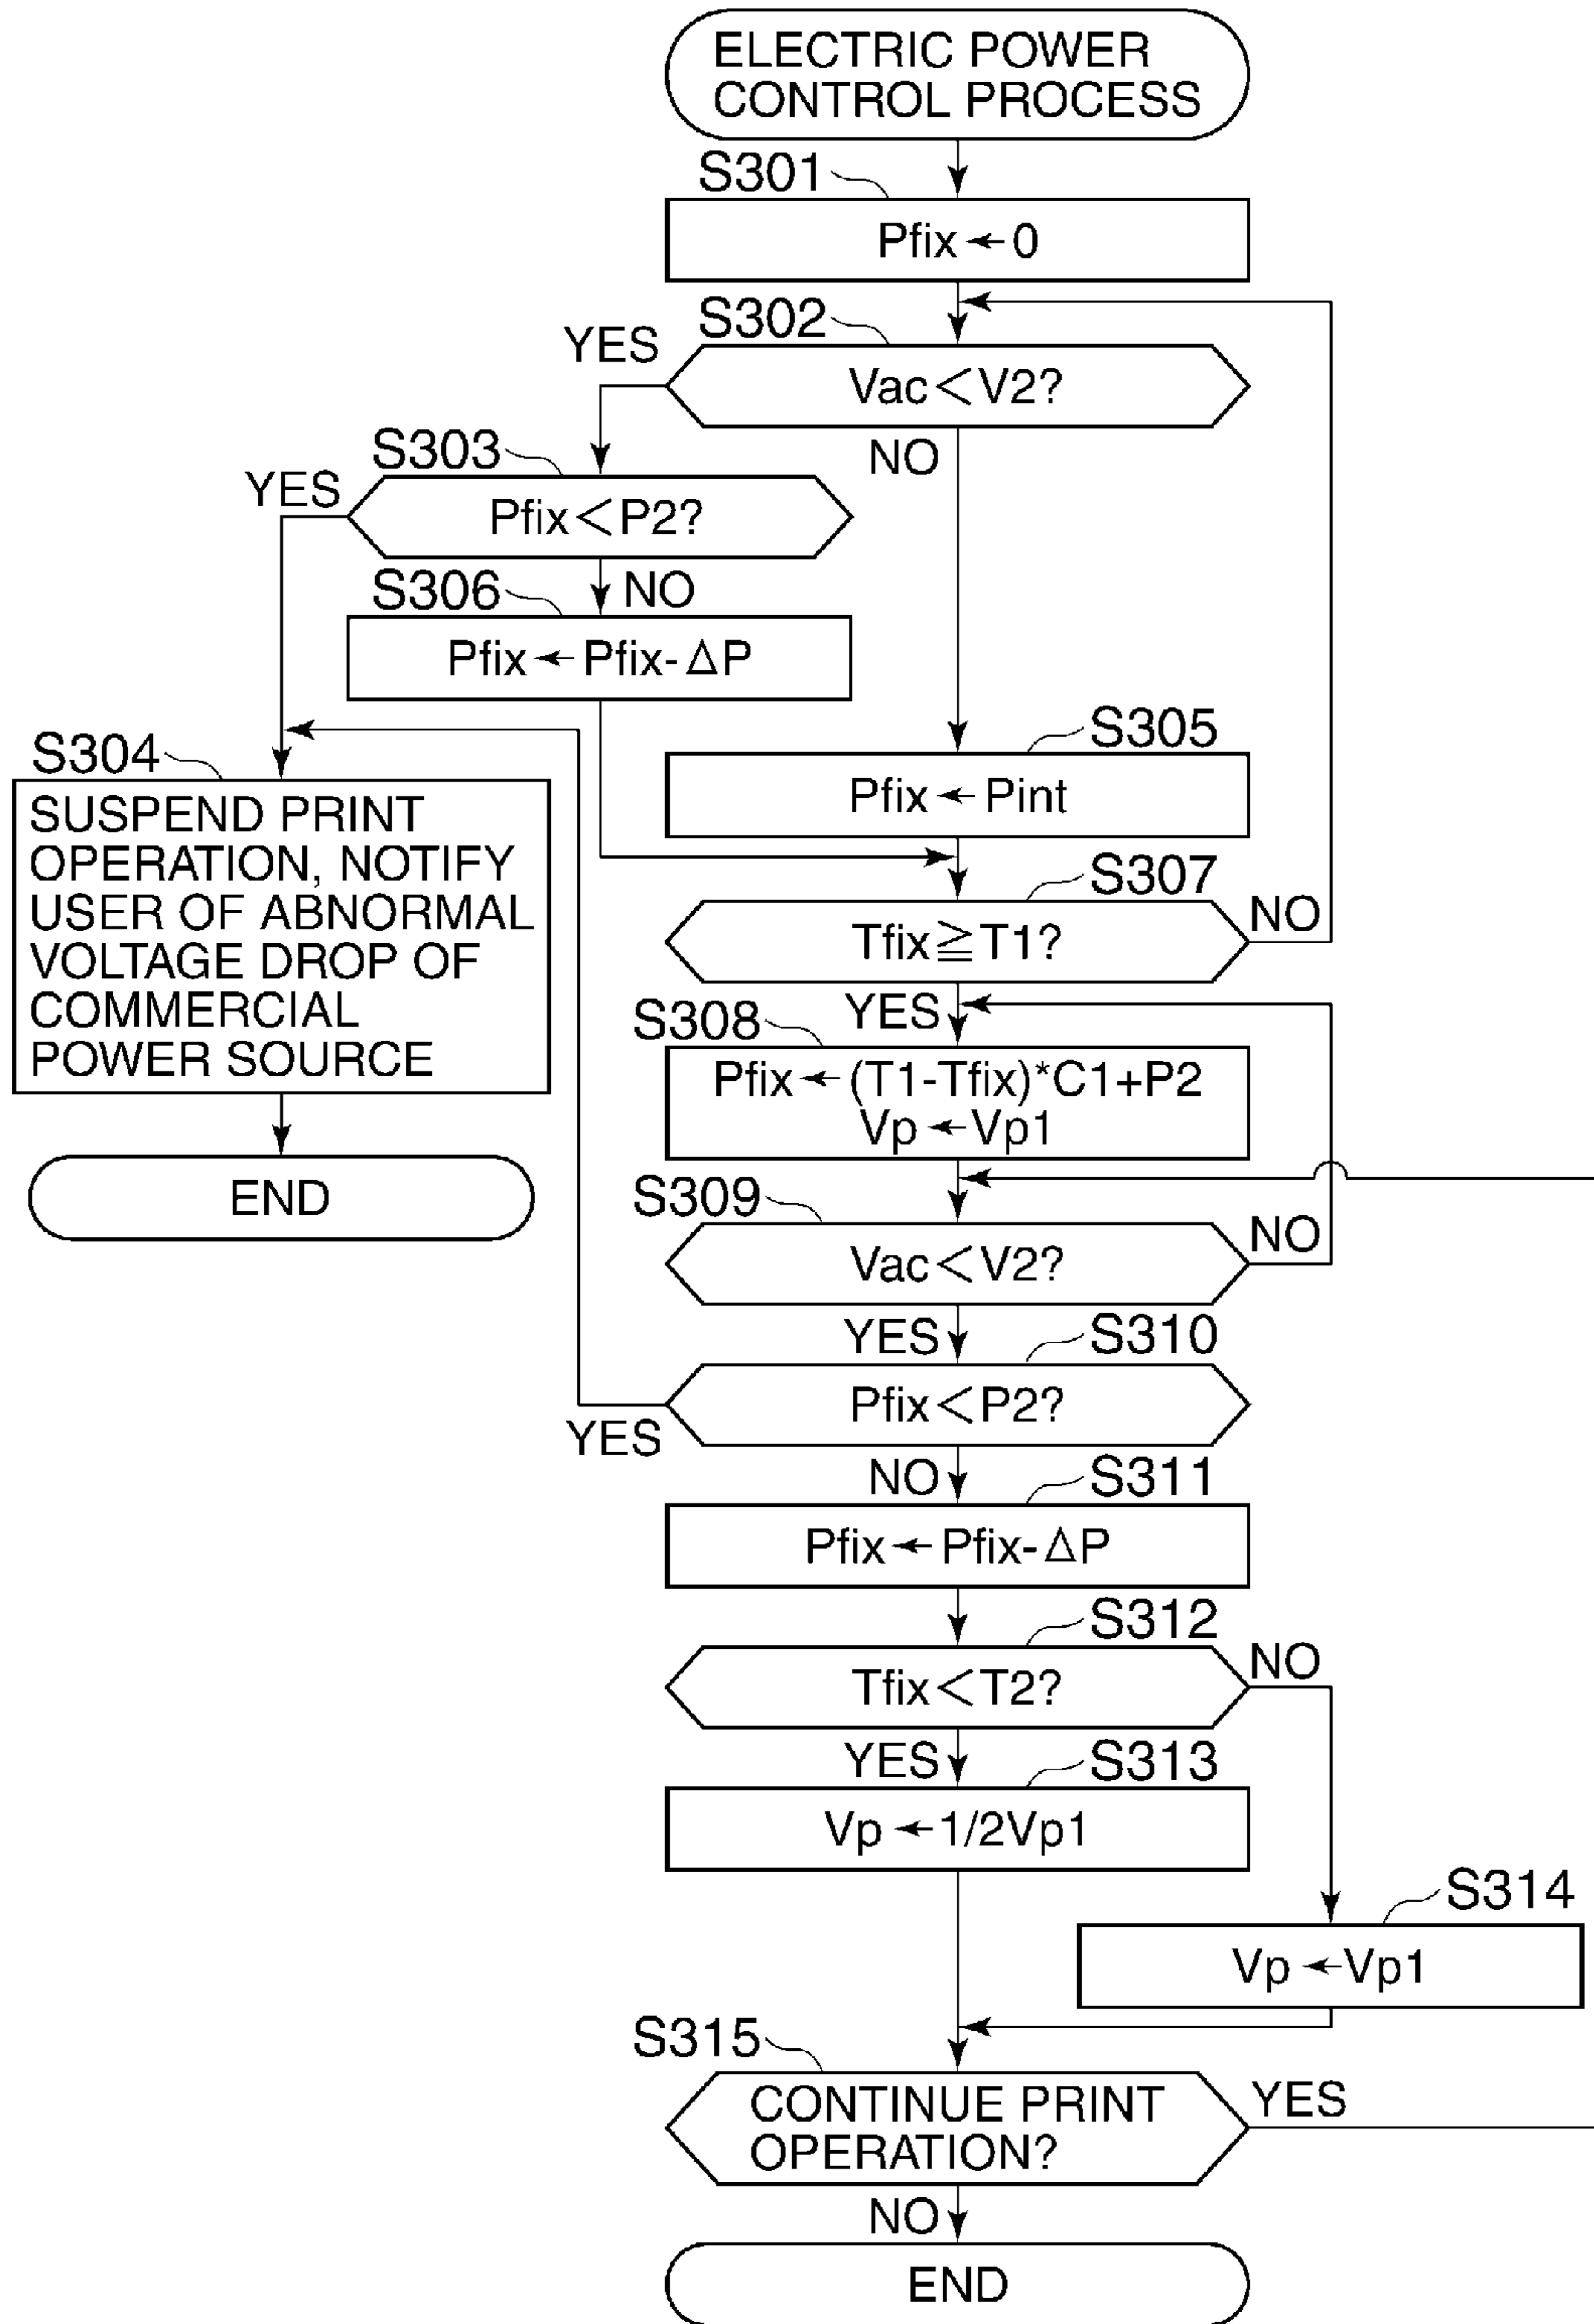 ELECTRIC POWER
CONTROL PROCESS
S301
Pfix←0
S302
YES
Vac<V2?
NO
S303
YES
Pfix<P2?
NO
S306
Pfix←Pfix-ΔP
S305
Pfix←Pint
S304
SUSPEND PRINT
OPERATION, NOTIFY
USER OF ABNORMAL
VOLTAGE DROP OF
COMMERCIAL
POWER SOURCE
END
S307
Tfix≧T1?
NO
YES
S308
Pfix←(T1-Tfix)*C1+P2
Vp←Vp1
S309
Vac<V2?
NO
YES
S310
Pfix<P2?
YES
NO
S311
Pfix←Pfix-ΔP
S312
Tfix<T2?
NO
YES
S313
Vp←1/2Vp1
S314
Vp←Vp1
S315
CONTINUE PRINT
OPERATION?
YES
NO
END